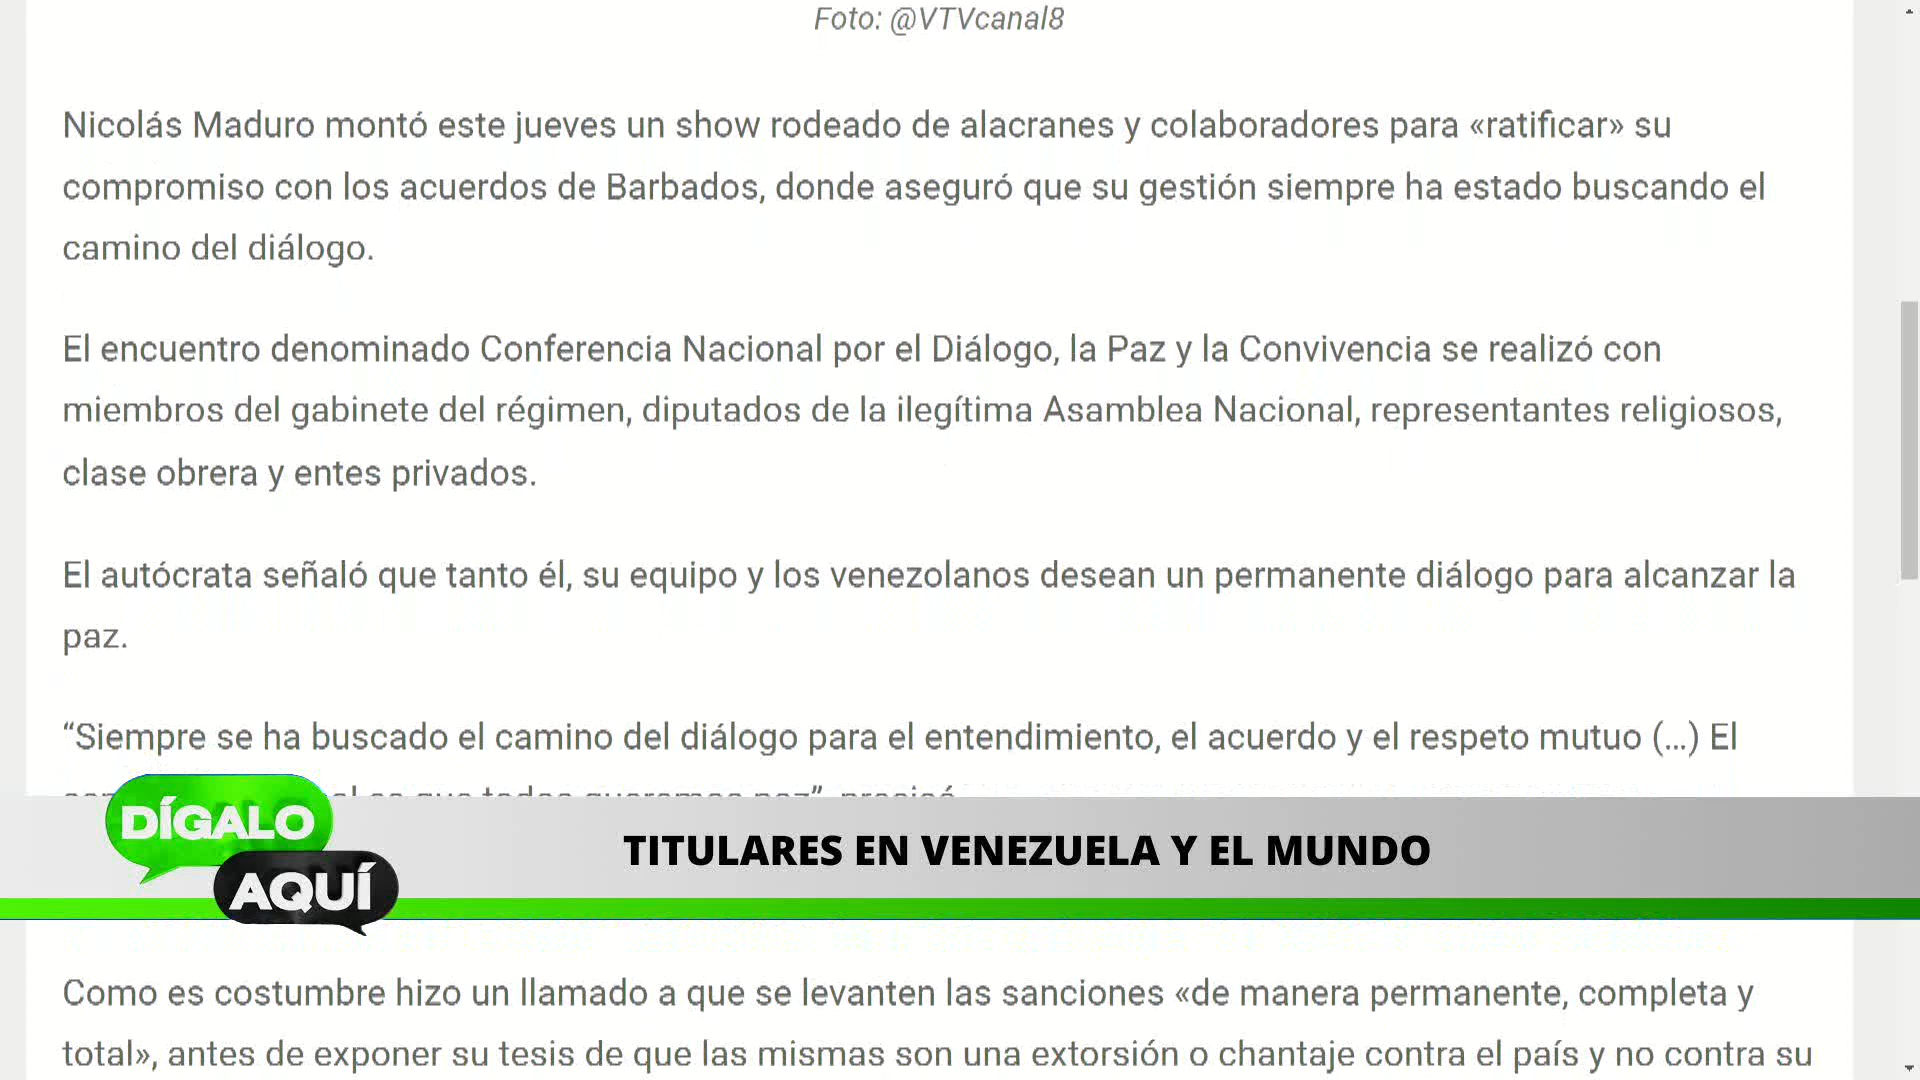 Foto: @VTVcanal8
Nicolás Maduro montó este jueves un show rodeado de alacranes y colaboradores para «ratificar» su
compromiso con los acuerdos de Barbados, donde aseguró que su gestión siempre ha estado buscando el
camino del diálogo.
El encuentro denominado Conferencia Nacional por el Diálogo, la Paz y la Convivencia se realizó con
miembros del gabinete del régimen, diputados de la ilegítima Asamblea Nacional, representantes religiosos,
clase obrera y entes privados.
El autócrata señaló que tanto él, su equipo y los venezolanos desean un permanente diálogo para alcanzar la
paz.
“Siempre se ha buscado el camino del diálogo para el entendimiento, el acuerdo y el respeto mutuo (...) El
es que todos queremos paz”, precisó
DÍGALO
AQUÍ
TITULARES EN VENEZUELA Y EL MUNDO
Como es costumbre hizo un llamado a que se levanten las sanciones «de manera permanente, completa y
total», antes de exponer su tesis de que las mismas son una extorsión o chantaje contra el país y no contra su